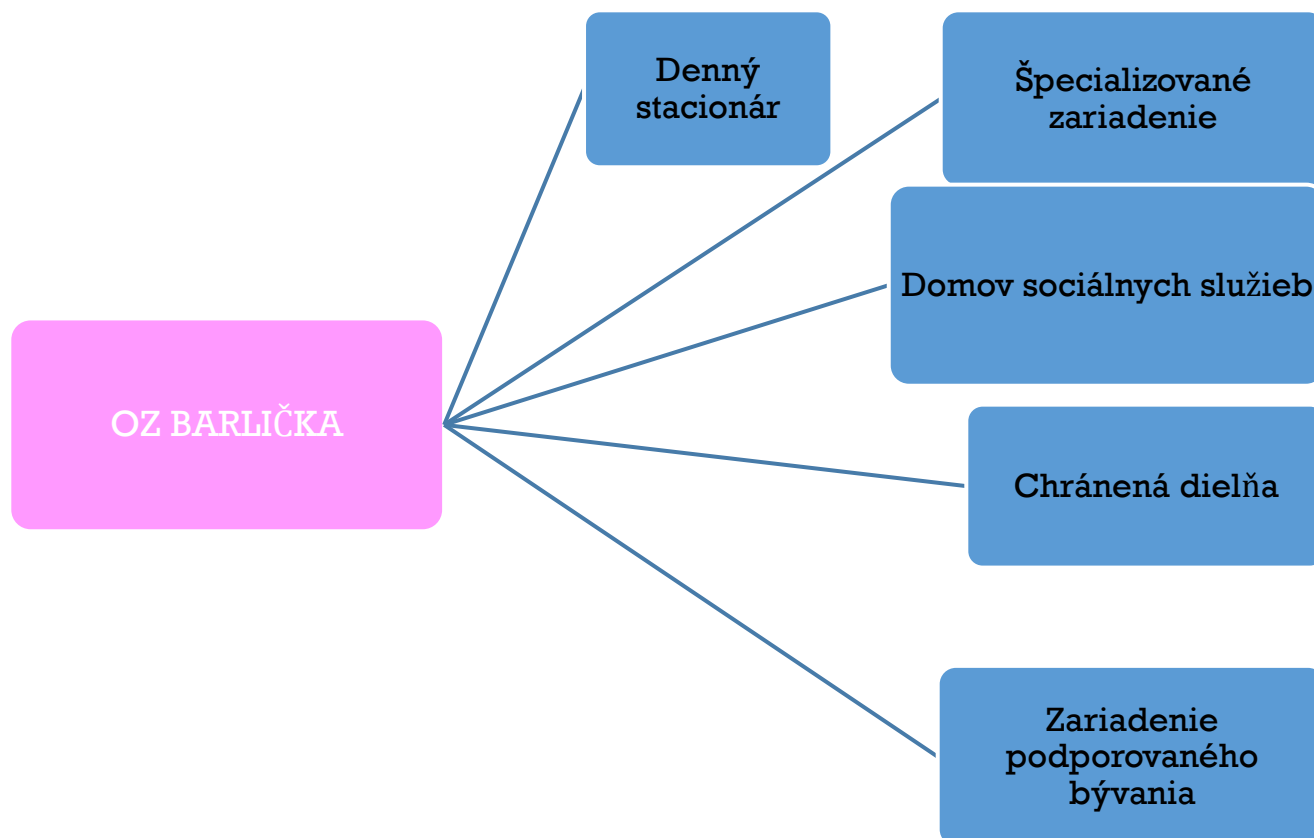 Denný
stacionár
Špecializované
zariadenie
Domov sociálnych služieb
OZ BARLIČKA
Chránená dielňa
Zariadenie
podporovaného
bývania